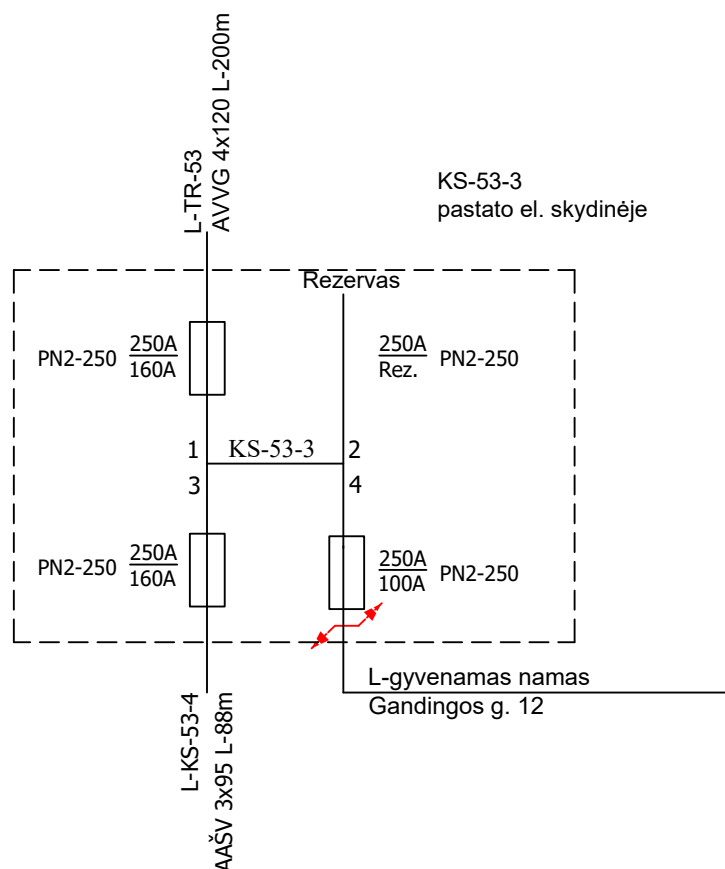 L-TR-53
AVVG 4x120 L-200m
KS-53-3
pastato el. skydinėje
Rezervas
PN2-250 250A
160A
250A PN2-250
Rez.
1 KS-53-3 2
3 4
PN2-250 250A
160A
250A PN2-250
100A
L-gyvenamas namas
Gandingos g. 12
L-KS-53-4
AAŠV 3x95 L-88m